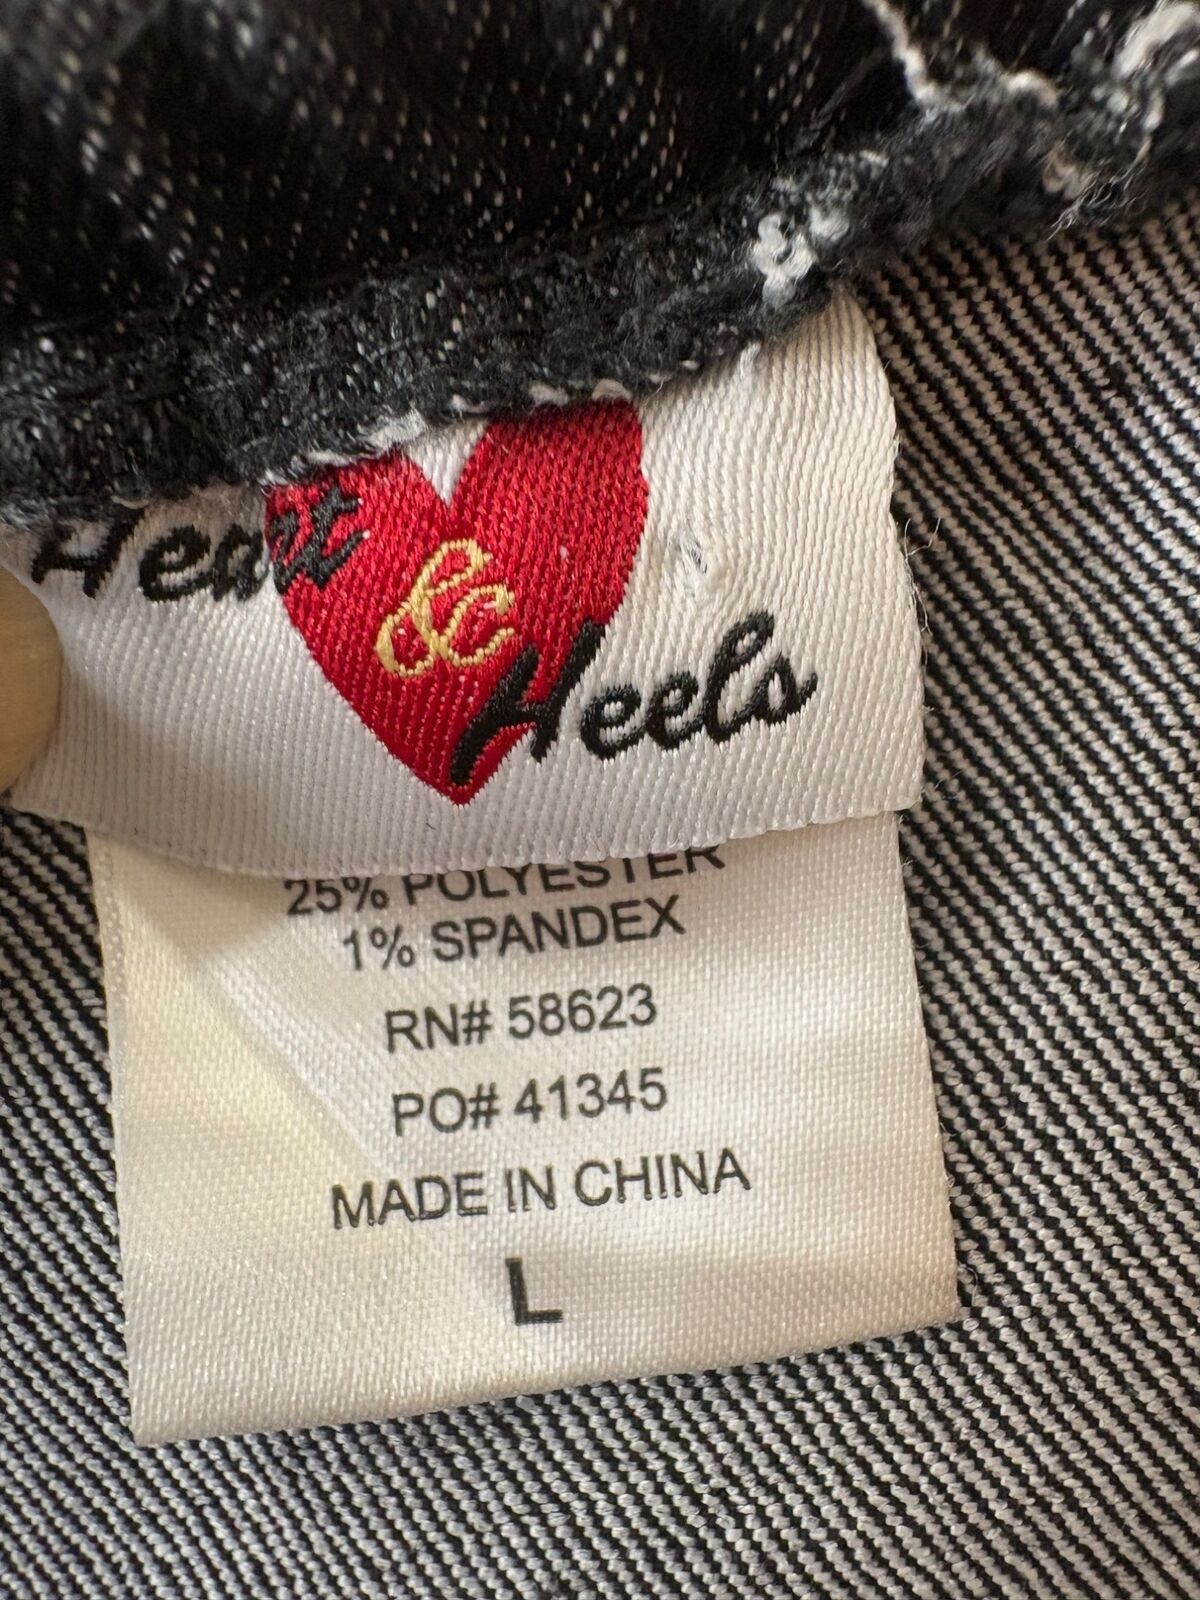 Heart
&
Heels
25% POLYESTER
1% SPANDEX
RN# 58623
PO# 41345
MADE IN CHINA
L